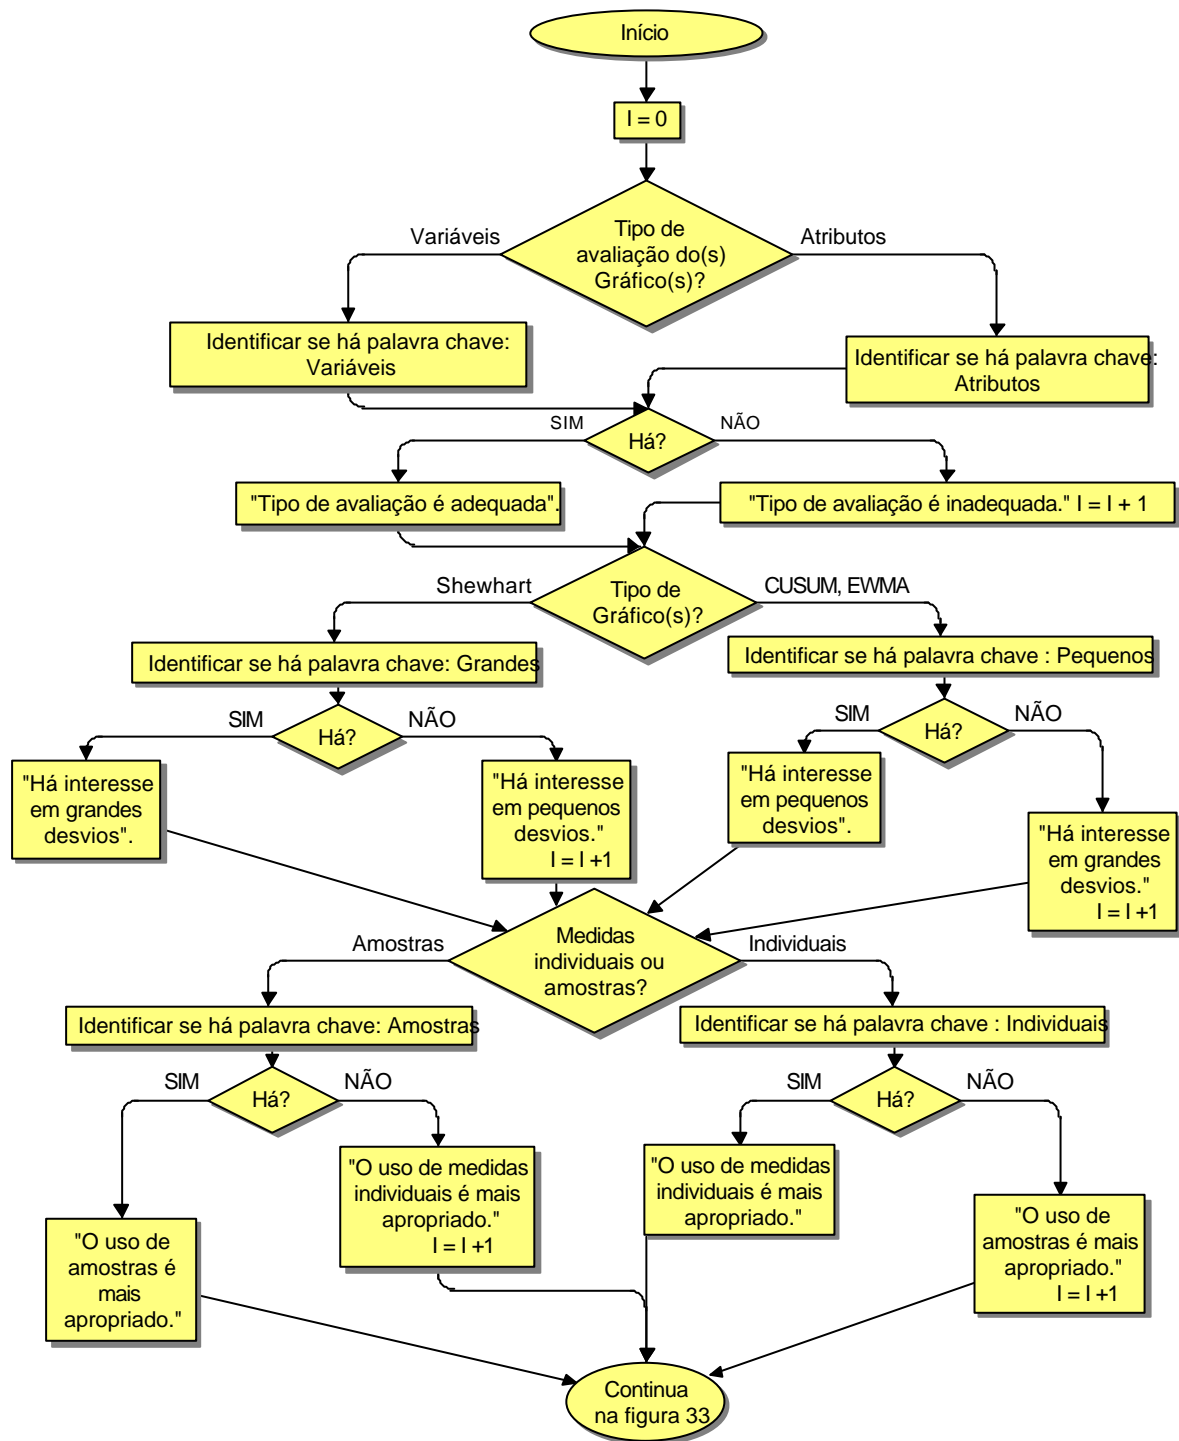 Início
I = 0
Tipo de
avaliação do(s)
Gráfico(s)?
Variáveis
Atributos
Identificar se há palavra chave:
Variáveis
Identificar se há palavra chave:
Atributos
SIM
Há?
NÃO
"Tipo de avaliação é adequada".
"Tipo de avaliação é inadequada." I = I + 1
Shewhart
Tipo de
Gráfico(s)?
CUSUM, EWMA
Identificar se há palavra chave: Grandes
Identificar se há palavra chave : Pequenos
SIM
Há?
NÃO
SIM
Há?
NÃO
"Há interesse
em grandes
desvios".
"Há interesse
em pequenos
desvios."
I = I +1
"Há interesse
em pequenos
desvios".
"Há interesse
em grandes
desvios."
I = I +1
Amostras
Medidas
individuais ou
amostras?
Individuais
Identificar se há palavra chave: Amostras
Identificar se há palavra chave : Individuais
SIM
Há?
NÃO
SIM
Há?
NÃO
"O uso de
amostras é
mais
apropriado."
"O uso de medidas
individuais é mais
apropriado."
I = I +1
"O uso de medidas
individuais é mais
apropriado."
"O uso de
amostras é mais
apropriado."
I = I +1
Continua
na figura 33